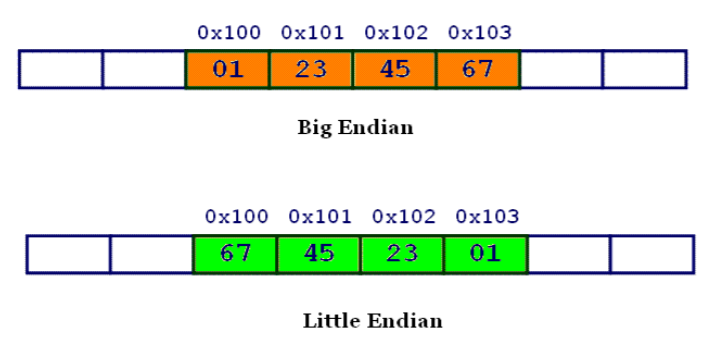 0x100 0x101 0x102 0x103
01 23 45 67
Big Endian
0x100 0x101 0x102 0x103
67 45 23 01
Little Endian